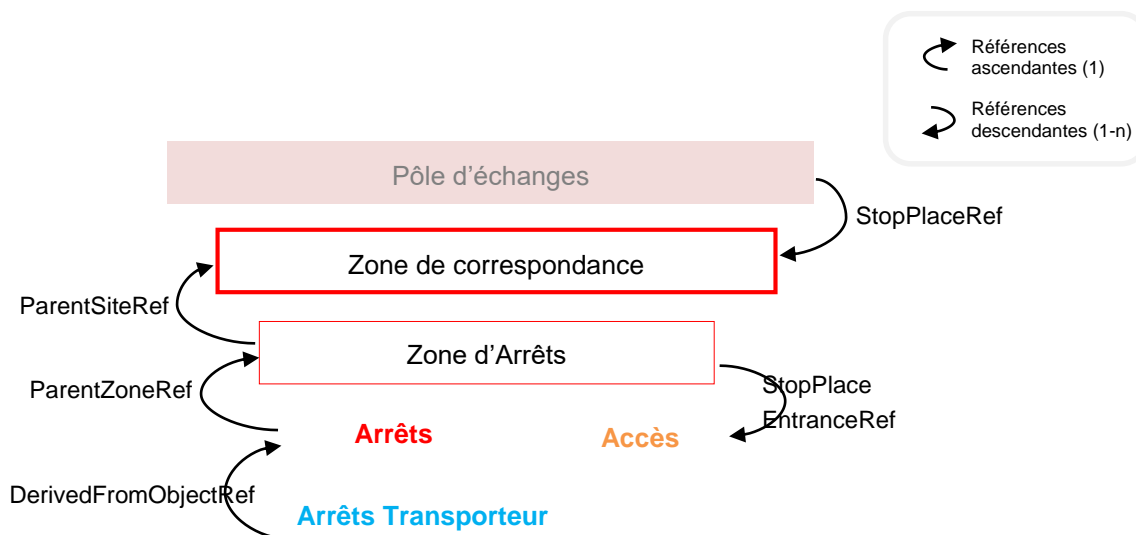 Références
ascendantes (1)
Références
descendantes (1-n)
Pôle d’échanges
StopPlaceRef
Zone de correspondance
ParentSiteRef
Zone d’Arrêts
ParentZoneRef
StopPlace
EntranceRef
Arrêts
Accès
DerivedFromObjectRef
Arrêts Transporteur